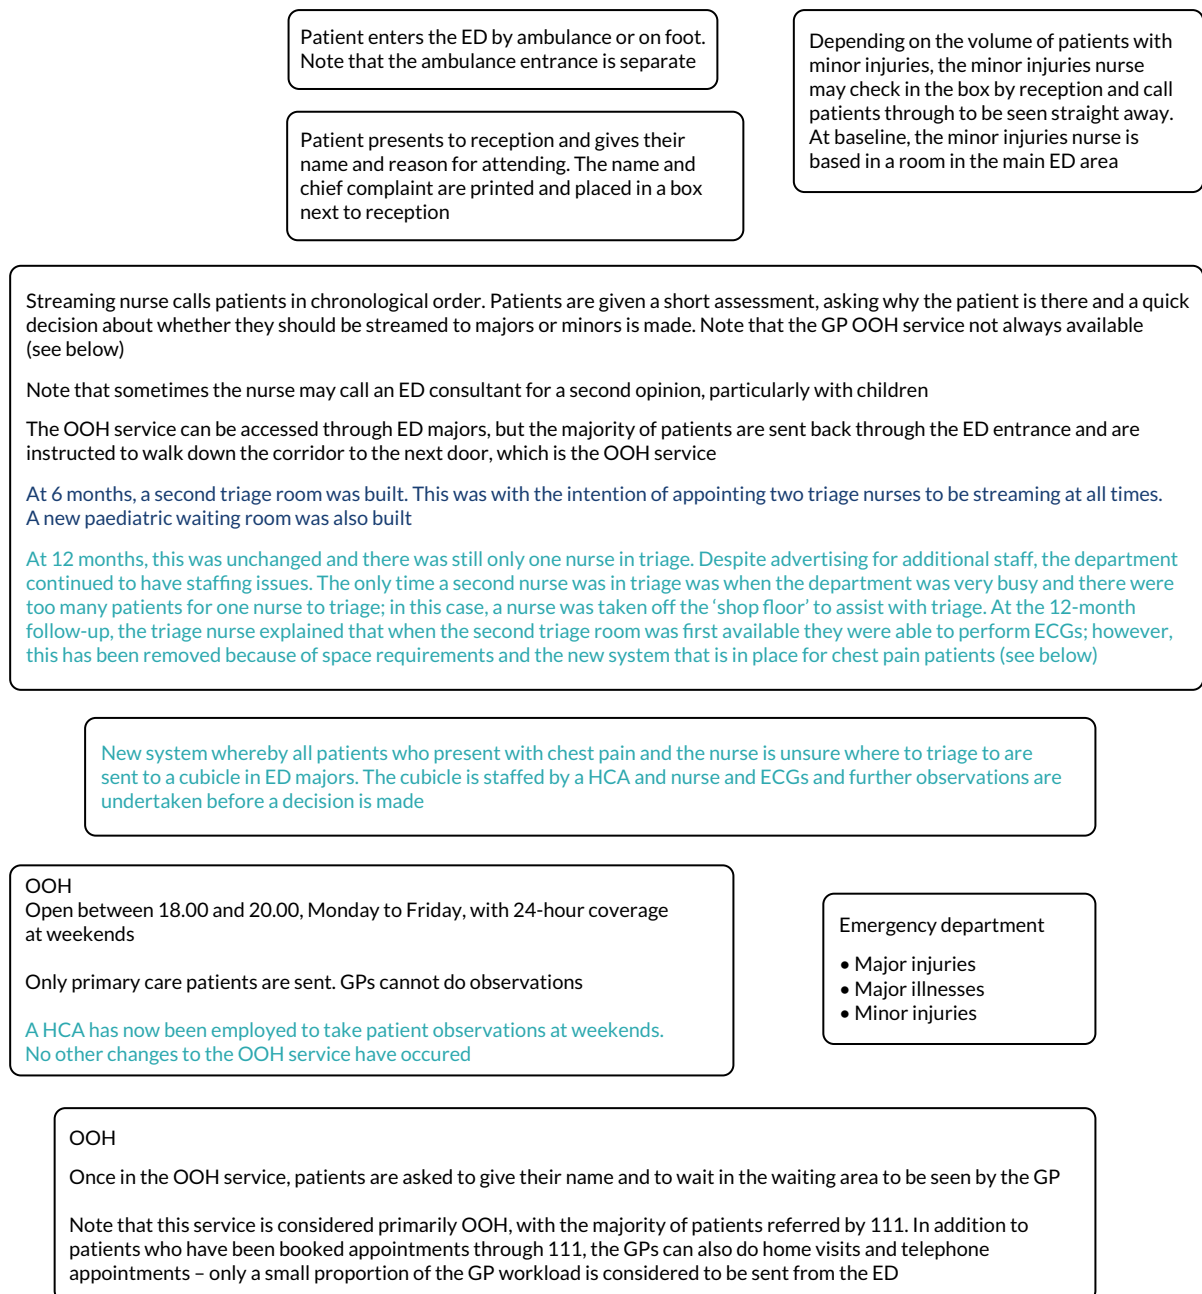 Patient enters the ED by ambulance or on foot.
Note that the ambulance entrance is separate
Depending on the volume of patients with
minor injuries, the minor injuries nurse
may check in the box by reception and call
patients through to be seen straight away.
At baseline, the minor injuries nurse is
based in a room in the main ED area
Patient presents to reception and gives their
name and reason for attending. The name and
chief complaint are printed and placed in a box
next to reception
Streaming nurse calls patients in chronological order. Patients are given a short assessment, asking why the patient is there and a quick
decision about whether they should be streamed to majors or minors is made. Note that the GP OOH service not always available
(see below)
Note that sometimes the nurse may call an ED consultant for a second opinion, particularly with children
The OOH service can be accessed through ED majors, but the majority of patients are sent back through the ED entrance and are
instructed to walk down the corridor to the next door, which is the OOH service
At 6 months, a second triage room was built. This was with the intention of appointing two triage nurses to be streaming at all times.
A new paediatric waiting room was also built
At 12 months, this was unchanged and there was still only one nurse in triage. Despite advertising for additional staff, the department
continued to have staffing issues. The only time a second nurse was in triage was when the department was very busy and there were
too many patients for one nurse to triage; in this case, a nurse was taken off the ‘shop floor’ to assist with triage. At the 12-month
follow-up, the triage nurse explained that when the second triage room was first available they were able to perform ECGs; however,
this has been removed because of space requirements and the new system that is in place for chest pain patients (see below)
New system whereby all patients who present with chest pain and the nurse is unsure where to triage to are
sent to a cubicle in ED majors. The cubicle is staffed by a HCA and nurse and ECGs and further observations are
undertaken before a decision is made
OOH
Open between 18.00 and 20.00, Monday to Friday, with 24-hour coverage
at weekends
Only primary care patients are sent. GPs cannot do observations
A HCA has now been employed to take patient observations at weekends.
No other changes to the OOH service have occured
Emergency department
• Major injuries
• Major illnesses
• Minor injuries
OOH
Once in the OOH service, patients are asked to give their name and to wait in the waiting area to be seen by the GP
Note that this service is considered primarily OOH, with the majority of patients referred by 111. In addition to
patients who have been booked appointments through 111, the GPs can also do home visits and telephone
appointments – only a small proportion of the GP workload is considered to be sent from the ED